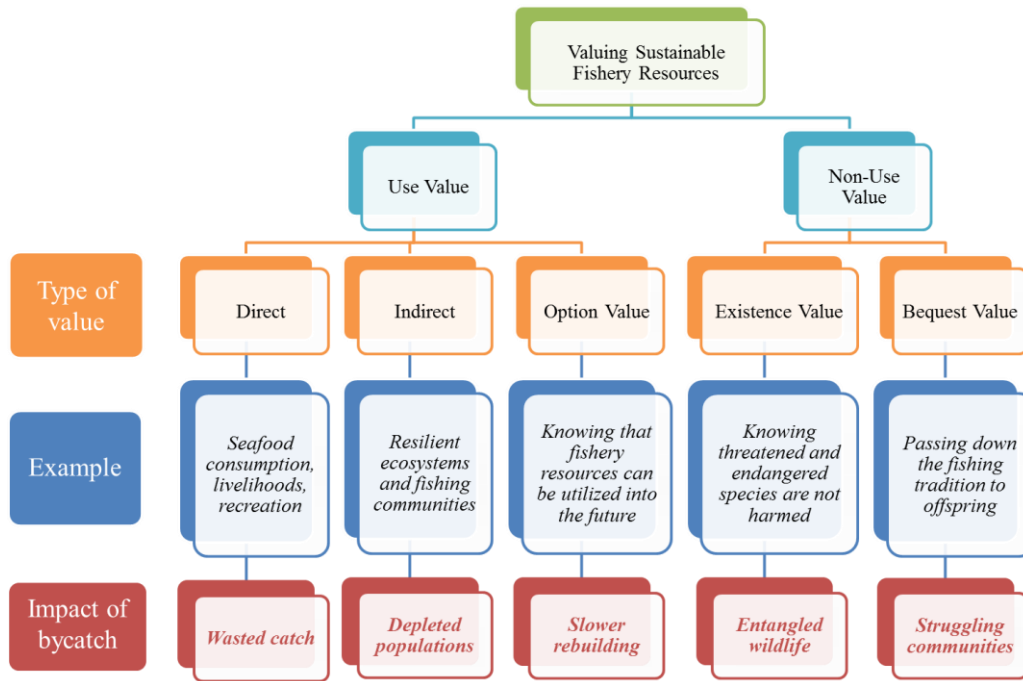 Valuing Sustainable
Fishery Resources
Use Value
Non-Use
Value
Type of
value
Direct
Indirect
Option Value
Existence Value
Bequest Value
Example
Seafood
consumption,
livelihoods,
recreation
Resilient
ecosystems
and fishing
communities
Knowing that
fishery
resources can
be utilized into
the future
Knowing
threatened and
endangered
species are not
harmed
Passing down
the fishing
tradition to
offspring
Impact of
bycatch
Wasted catch
Depleted
populations
Slower
rebuilding
Entangled
wildlife
Struggling
communities